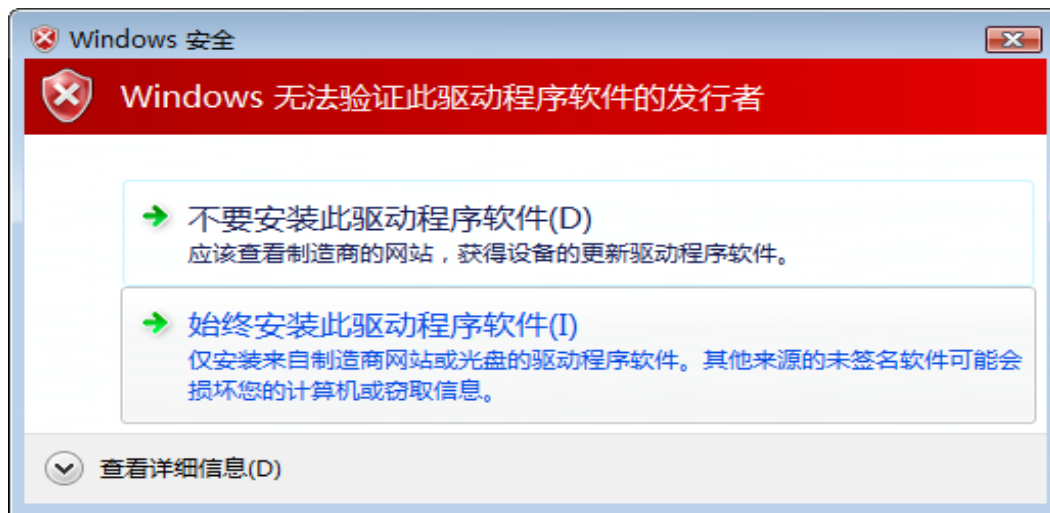 Windows 安全
Windows 无法验证此驱动程序软件的发行者
不要安装此驱动程序软件(D)
应该查看制造商的网站，获得设备的更新驱动程序软件。
始终安装此驱动程序软件(I)
仅安装来自制造商网站或光盘的驱动程序软件。其他来源的未签名软件可能会
损坏您的计算机或窃取信息。
查看详细信息(D)